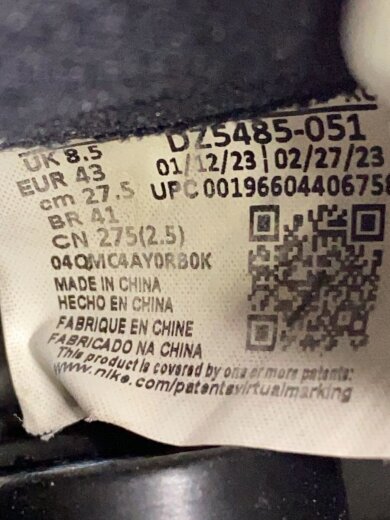 UK 8.5
EUR 43
cm 27.5
BR 41
CN 275(2.5)
DZ5485-051
01/12/23 | 02/27/23
UPC 0019660440675
04QMC4AY0RB0K
MADE IN CHINA
HECHO EN CHINA
FABRIQUE EN CHINE
FABRICADO NA CHINA
This product is covered by one or more patents:
www.nike.com/patentsvirtualmarking